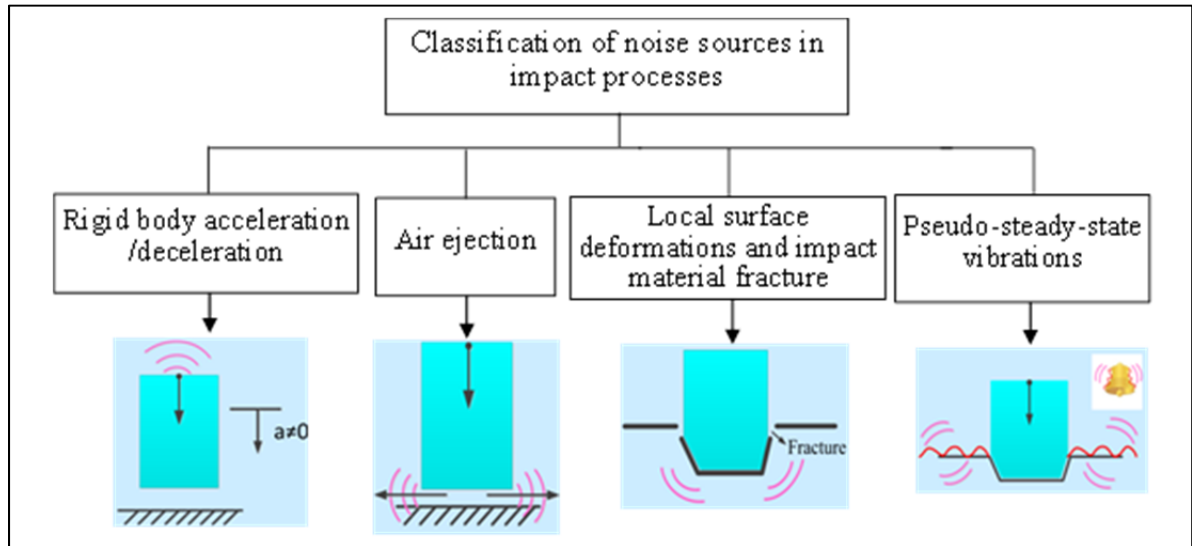 Classification of noise sources in
impact processes
Rigid body acceleration
/deceleration
Air ejection
Local surface
deformations and impact
material fracture
Pseudo-steady-state
vibrations
a≠0
Fracture